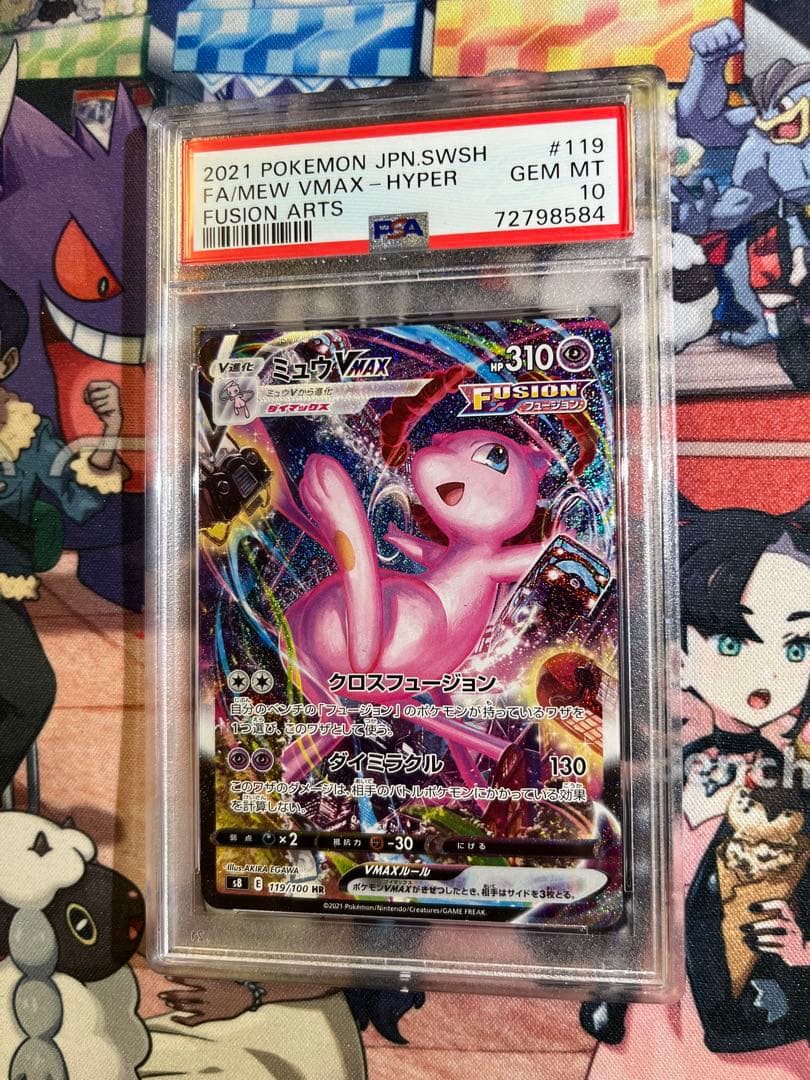 2021 POKEMON JPN.SWSH #119
FA/MEW VMAX-HYPER GEM MT
FUSION ARTS 10
PSA 72798584
V進化 ミュウVMAX HP310
ミュウVから進化
ダイマックス
FUSION
フュージョン
クロスフュージョン
自分のベンチの「フュージョン」のポケモンが持っているワザを
1つ選び、このワザとして使う。
ダイミラクル 130
このワザのダメージは、相手のバトルポケモンにかかっている効果
を計算しない。
弱点 ×2 抵抗力 -30 にげる
Illus. AKIRA EGAWA
VMAXルール
s8 E 119/100 HR
ポケモンVMAXがきぜつしたとき、相手はサイドを3枚とる。
©2021 Pokémon/Nintendo/Creatures/GAME FREAK.